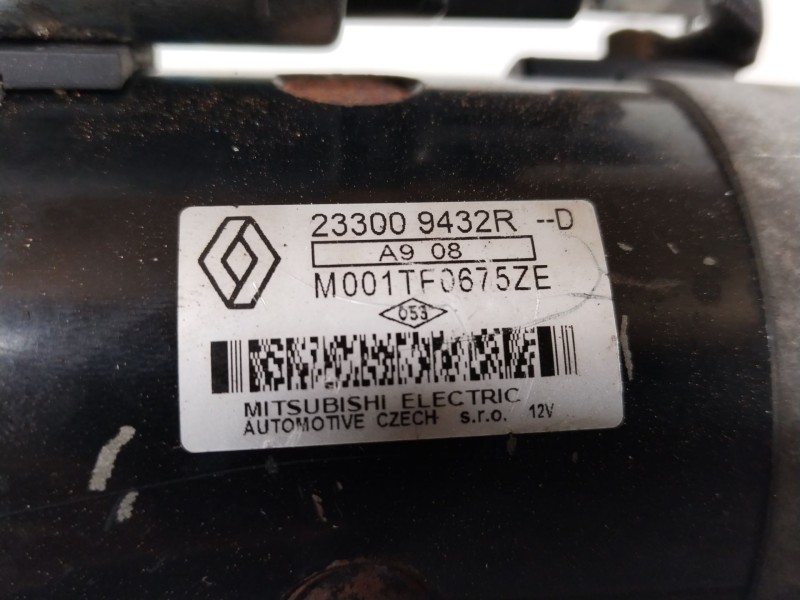 23300 9432R --D
A9 08
M001TF0675ZE
053
MITSUBISHI ELECTRIC
AUTOMOTIVE CZECH s.r.o. 12V